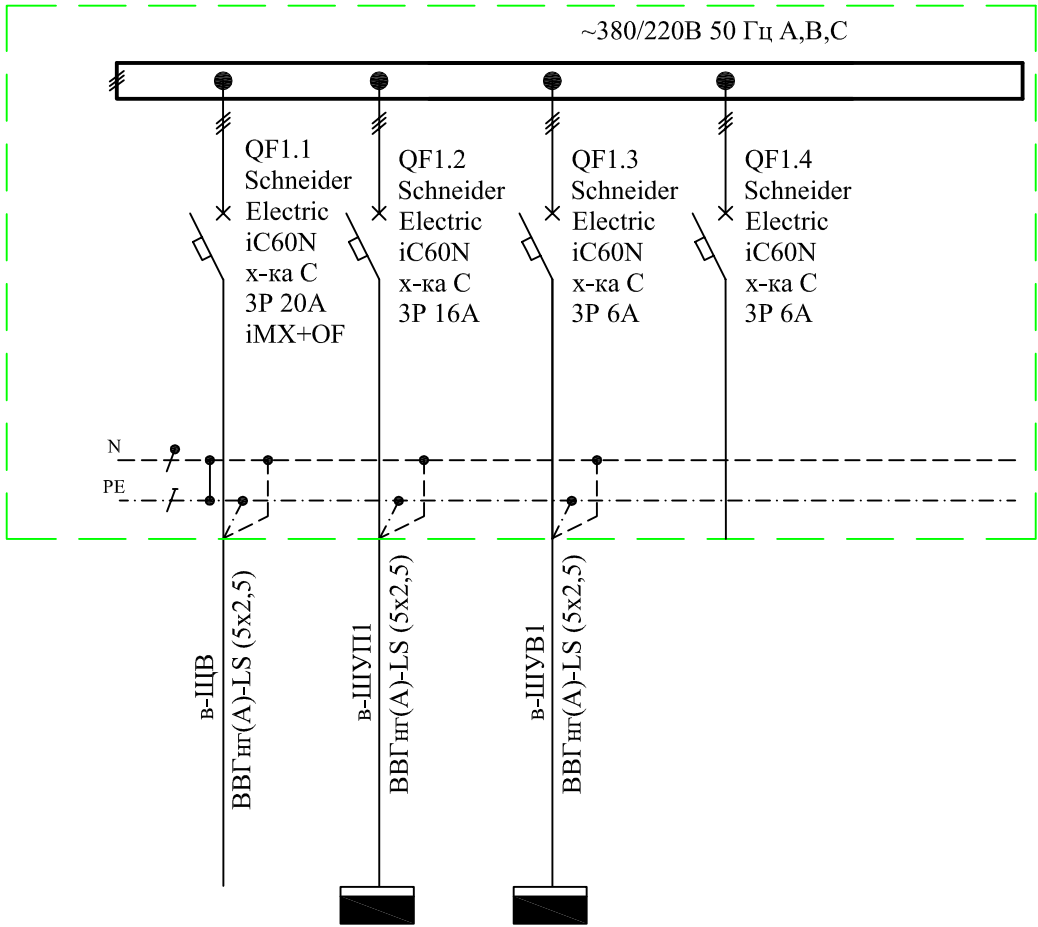 ~380/220В 50 Гц А,В,С
QF1.1
Schneider
Electric
iC60N
х-ка С
3Р 20А
iMX+OF
QF1.2
Schneider
Electric
iC60N
х-ка С
3Р 16А
QF1.3
Schneider
Electric
iC60N
х-ка С
3Р 6А
QF1.4
Schneider
Electric
iC60N
х-ка С
3Р 6А
N
PE
в-ЩВ
ВВГнг(А)-LS (5х2,5)
в-ШУП1
ВВГнг(А)-LS (5х2,5)
в-ШУВ1
ВВГнг(А)-LS (5х2,5)